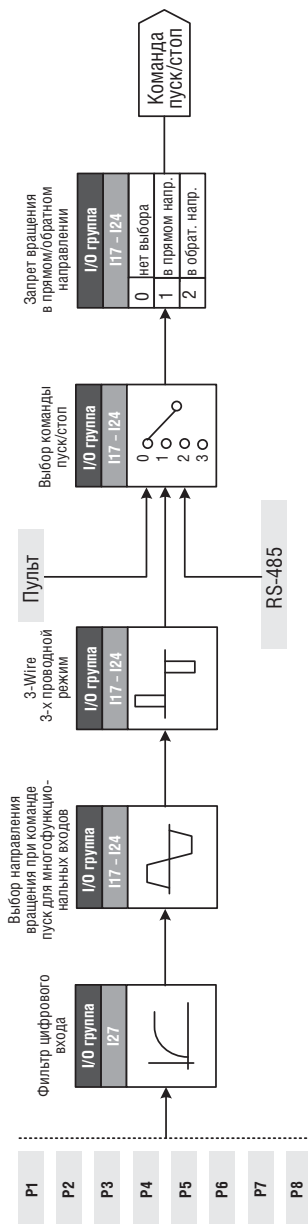 P1
P2
P3
P4
P5
P6
P7
P8
Фильтр цифрового
входа
I/O группа
I27
Выбор направления
вращения при команде
пуск для многофункцио-
нальных входов
I/O группа
I17 – I24
3-Wire
3-х проводной
режим
I/O группа
I17 – I24
Пульт
RS-485
Выбор команды
пуск/стоп
I/O группа
I17 – I24
0
1
2
3
Запрет вращения
в прямом/обратном
направлении
I/O группа
I17 – I24
0 нет выбора
1 в прямом напр.
2 в обрат. напр.
Команда
пуск/стоп